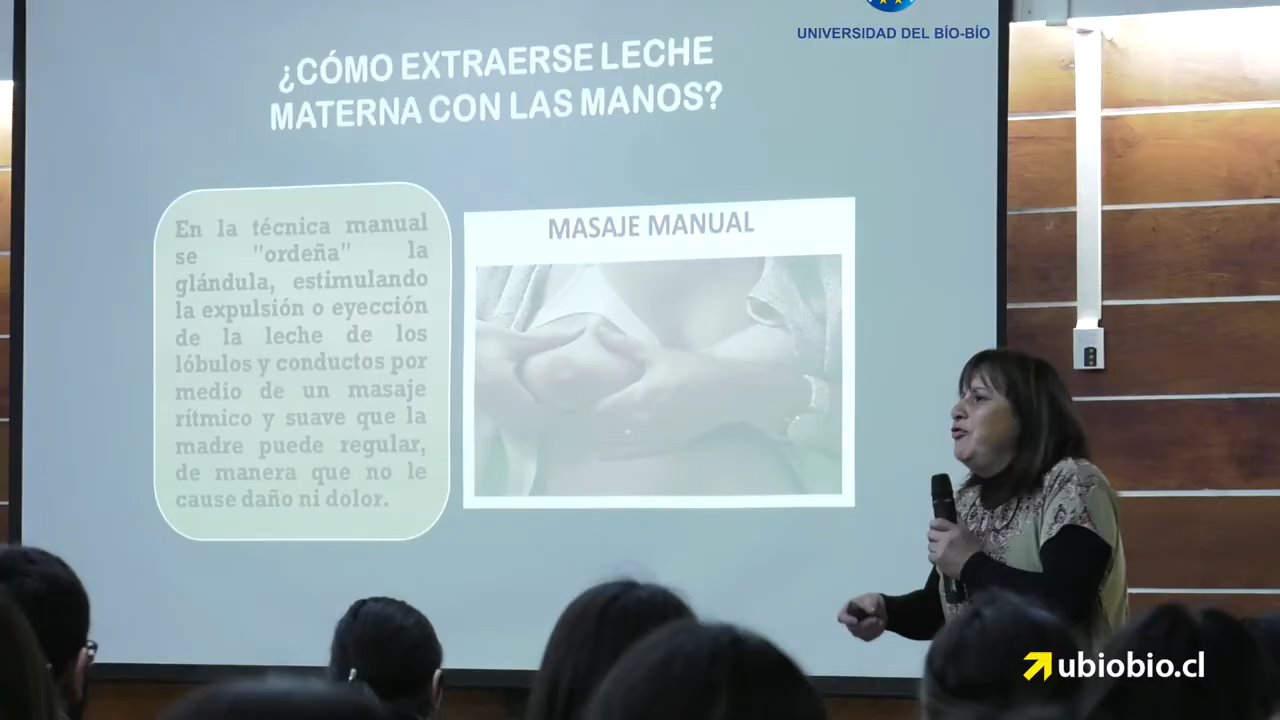 UNIVERSIDAD DEL BÍO-BÍO
¿CÓMO EXTRAERSE LECHE
MATERNA CON LAS MANOS?
En la técnica manual
se "ordeña" la
glándula, estimulando
la expulsión o eyección
de la leche de los
lóbulos y conductos por
medio de un masaje
rítmico y suave que la
madre puede regular,
de manera que no le
cause daño ni dolor.
MASAJE MANUAL
ubiobio.cl